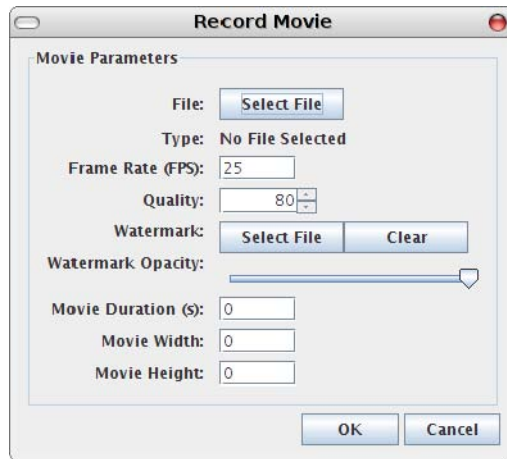 Record Movie
Movie Parameters
File: Select File
Type: No File Selected
Frame Rate (FPS): 25
Quality: 80
Watermark: Select File Clear
Watermark Opacity:
Movie Duration (s): 0
Movie Width: 0
Movie Height: 0
OK Cancel